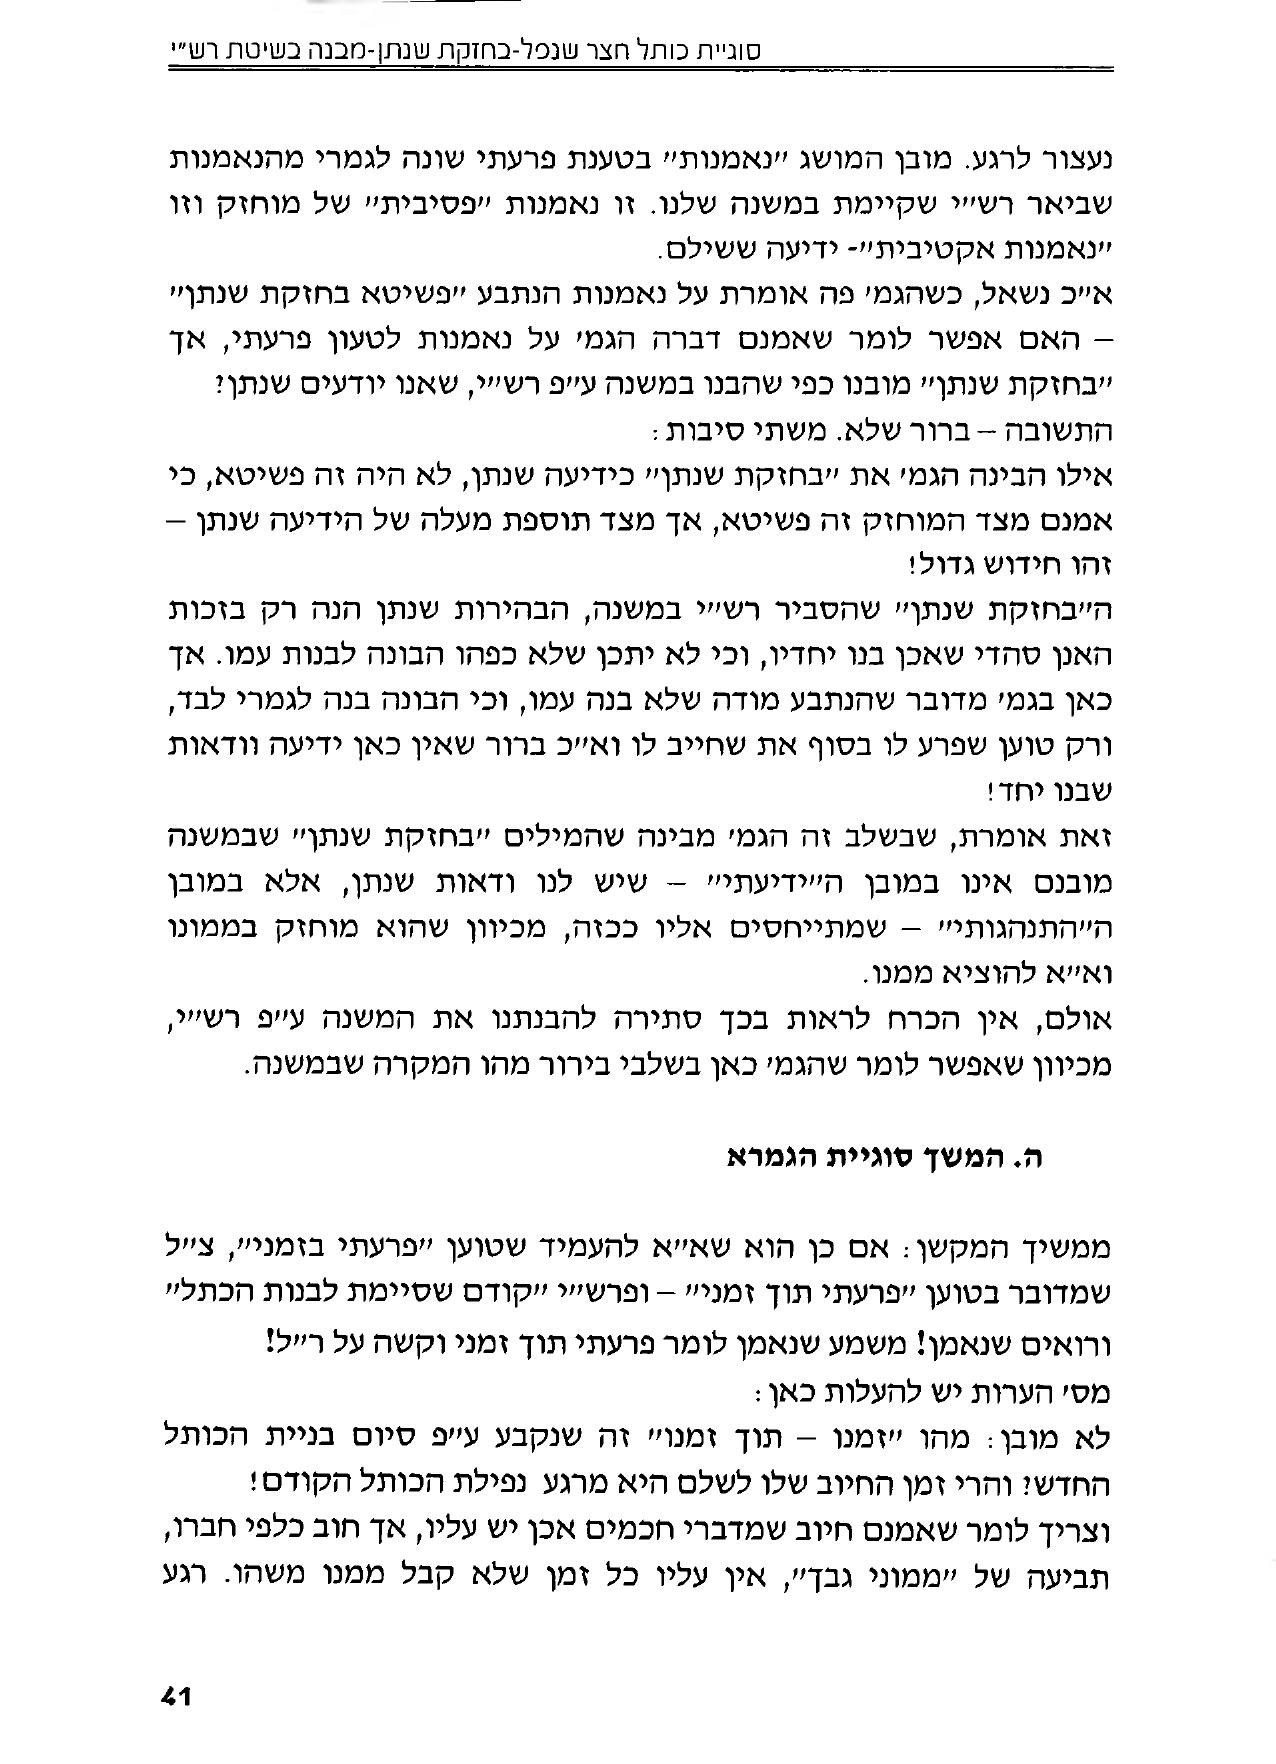 סוגיית כותל חצר שנפל-בחזקת שנתן-מבנה בשיטת רש"י
נעצור לרגע. מובן המושג "נאמנות" בטענת פרעתי שונה לגמרי מהנאמנות
שביאר רש"י שקיימת במשנה שלנו. זו נאמנות "פסיבית" של מוחזק וזו
"נאמנות אקטיבית"- ידיעה ששילם.
א"כ נשאל, כשהגמ' פה אומרת על נאמנות הנתבע "פשיטא בחזקת שנתן"
– האם אפשר לומר שאמנם דברה הגמ' על נאמנות לטעון פרעתי, אך
"בחזקת שנתן" מובנו כפי שהבנו במשנה ע"פ רש"י, שאנו יודעים שנתן?
התשובה – ברור שלא. משתי סיבות:
אילו הבינה הגמ' את "בחזקת שנתן" כידיעה שנתן, לא היה זה פשיטא, כי
אמנם מצד המוחזק זה פשיטא, אך מצד תוספת מעלה של הידיעה שנתן –
זהו חידוש גדול!
ה"בחזקת שנתן" שהסביר רש"י במשנה, הבהירות שנתן הנה רק בזכות
האנן סהדי שאכן בנו יחדיו, וכי לא יתכן שלא כפהו הבונה לבנות עמו. אך
כאן בגמ' מדובר שהנתבע מודה שלא בנה עמו, וכי הבונה בנה לגמרי לבד,
ורק טוען שפרע לו בסוף את שחייב לו וא"כ ברור שאין כאן ידיעה וודאות
שבנו יחד!
זאת אומרת, שבשלב זה הגמ' מבינה שהמילים "בחזקת שנתן" שבמשנה
מובנם אינו במובן ה"ידיעתי" – שיש לנו ודאות שנתן, אלא במובן
ה"התנהגותי" – שמתייחסים אליו ככזה, מכיוון שהוא מוחזק בממונו
וא"א להוציא ממנו.
אולם, אין הכרח לראות בכך סתירה להבנתנו את המשנה ע"פ רש"י,
מכיוון שאפשר לומר שהגמ' כאן בשלבי בירור מהו המקרה שבמשנה.
ה. המשך סוגיית הגמרא
ממשיך המקשן: אם כן הוא שא"א להעמיד שטוען "פרעתי בזמני", צ"ל
שמדובר בטוען "פרעתי תוך זמני" – ופרש"י "קודם שסיימת לבנות הכתל"
ורואים שנאמן! משמע שנאמן לומר פרעתי תוך זמני וקשה על ר"ל!
מס' הערות יש להעלות כאן:
לא מובן: מהו "זמנו – תוך זמנו" זה שנקבע ע"פ סיום בניית הכותל
החדש? והרי זמן החיוב שלו לשלם היא מרגע נפילת הכותל הקודם!
וצריך לומר שאמנם חיוב שמדברי חכמים אכן יש עליו, אך חוב כלפי חברו,
תביעה של "ממוני גבך", אין עליו כל זמן שלא קבל ממנו משהו. רגע
41